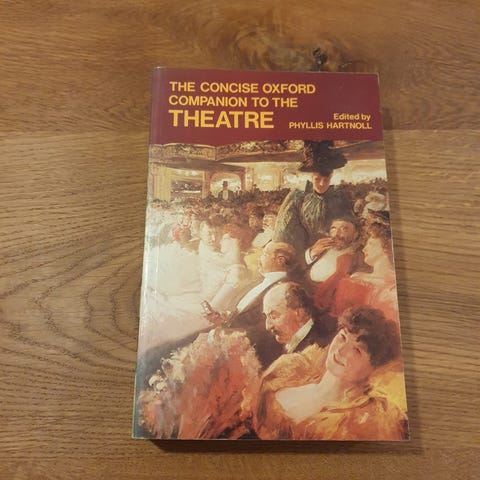 THE CONCISE OXFORD
COMPANION TO THE
THEATRE
Edited by
PHYLLIS HARTNOLL